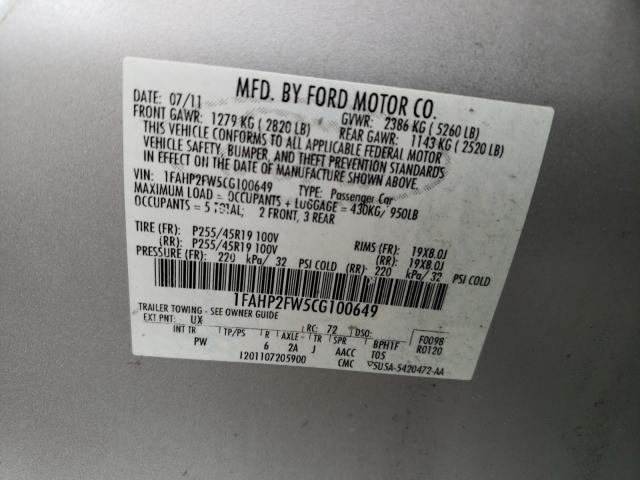 MFD. BY FORD MOTOR CO.
DATE: 07/11 GVWR: 2386 KG ( 5260 LB)
FRONT GAWR: 1279 KG ( 2820 LB) REAR GAWR: 1143 KG ( 2520 LB)
THIS VEHICLE CONFORMS TO ALL APPLICABLE FEDERAL MOTOR
VEHICLE SAFETY, BUMPER, AND THEFT PREVENTION STANDARDS
IN EFFECT ON THE DATE OF MANUFACTURE SHOWN ABOVE.
VIN: 1FAHP2FW5CG100649 TYPE: Passenger Car
MAXIMUM LOAD = OCCUPANTS + LUGGAGE = 430KG/ 950LB
OCCUPANTS = 5 TOTAL; 2 FRONT, 3 REAR
TIRE (FR): P255/45R19 100V RIMS (FR): 19X8.0J
(RR): P255/45R19 100V (RR): 19X8.0J
PRESSURE (FR): 220 kPa/ 32 PSI COLD (RR): 220 kPa/ 32 PSI COLD
1FAHP2FW5CG100649
TRAILER TOWING - SEE OWNER GUIDE
EXT PNT: UX RC: 72 DSO: F0098
R0120
INT TR TP/PS R AXLE TR SPR BPH1F
PW 6 2A J AACC T05
1201107205900 CMC 5U5A-5420472-AA